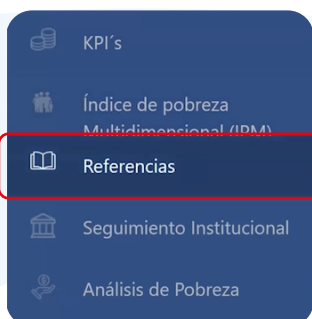 KPI´s
Índice de pobreza
Multidimensional (IPM)
Referencias
Seguimiento Institucional
Análisis de Pobreza